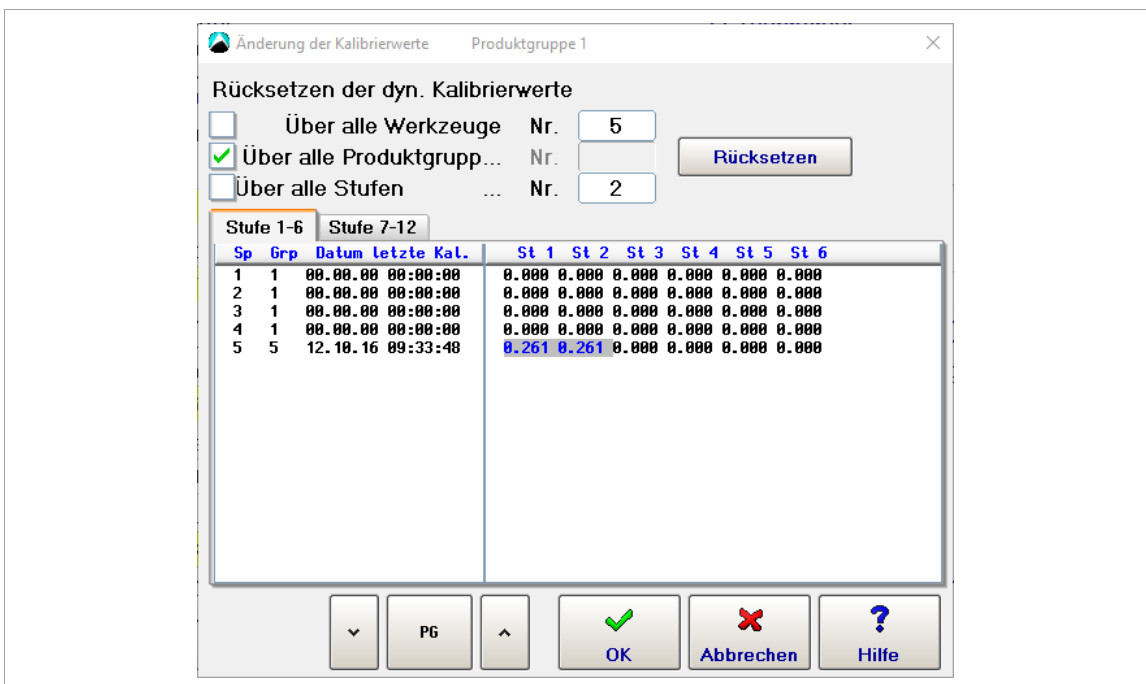 Änderung der Kalibrierwerte Produktgruppe 1
Rücksetzen der dyn. Kalibrierwerte
Über alle Werkzeuge Nr. 5
Über alle Produktgrupp... Nr.
Rücksetzen
Über alle Stufen ... Nr. 2
Stufe 1-6 Stufe 7-12
Sp Grp Datum letzte Kal. St 1 St 2 St 3 St 4 St 5 St 6
1 1 00.00.00 00:00:00 0.000 0.000 0.000 0.000 0.000 0.000
2 1 00.00.00 00:00:00 0.000 0.000 0.000 0.000 0.000 0.000
3 1 00.00.00 00:00:00 0.000 0.000 0.000 0.000 0.000 0.000
4 1 00.00.00 00:00:00 0.000 0.000 0.000 0.000 0.000 0.000
5 5 12.10.16 09:33:48 0.261 0.261 0.000 0.000 0.000 0.000
PG
OK Abbrechen Hilfe